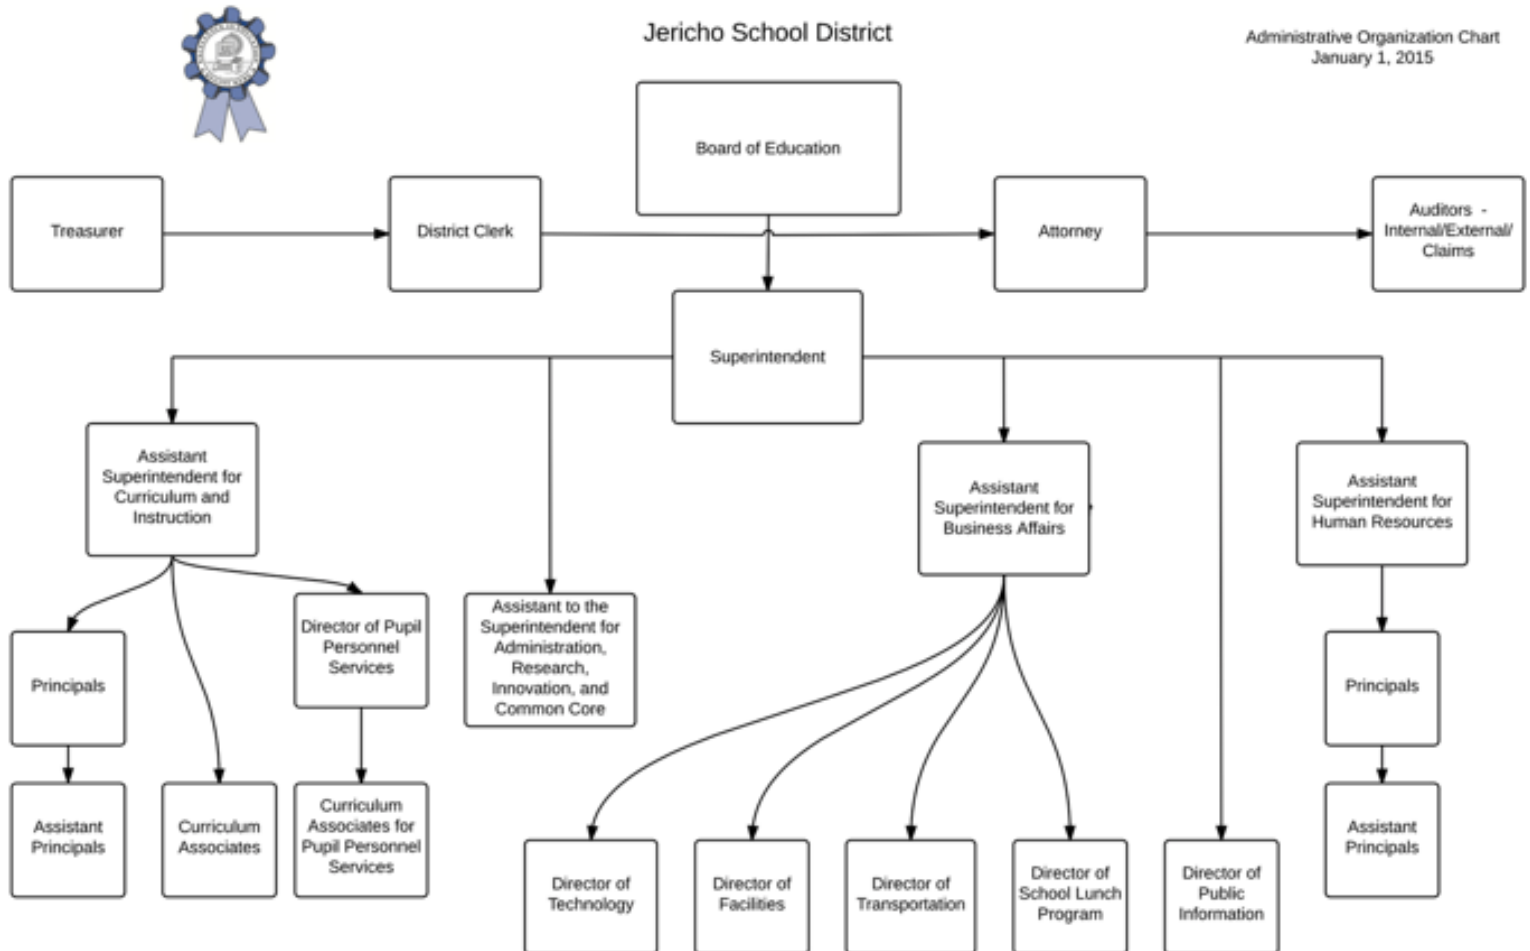 Jericho School District
Administrative Organization Chart
January 1, 2015
Board of Education
Treasurer
District Clerk
Attorney
Auditors -
Internal/External/
Claims
Superintendent
Assistant
Superintendent for
Curriculum and
Instruction
Assistant
Superintendent for
Business Affairs
Assistant
Superintendent for
Human Resources
Principals
Director of Pupil
Personnel
Services
Assistant to the
Superintendent for
Administration,
Research,
Innovation, and
Common Core
Principals
Assistant
Principals
Curriculum
Associates
Curriculum
Associates for
Pupil Personnel
Services
Assistant
Principals
Director of
Technology
Director of
Facilities
Director of
Transportation
Director of
School Lunch
Program
Director of
Public
Information